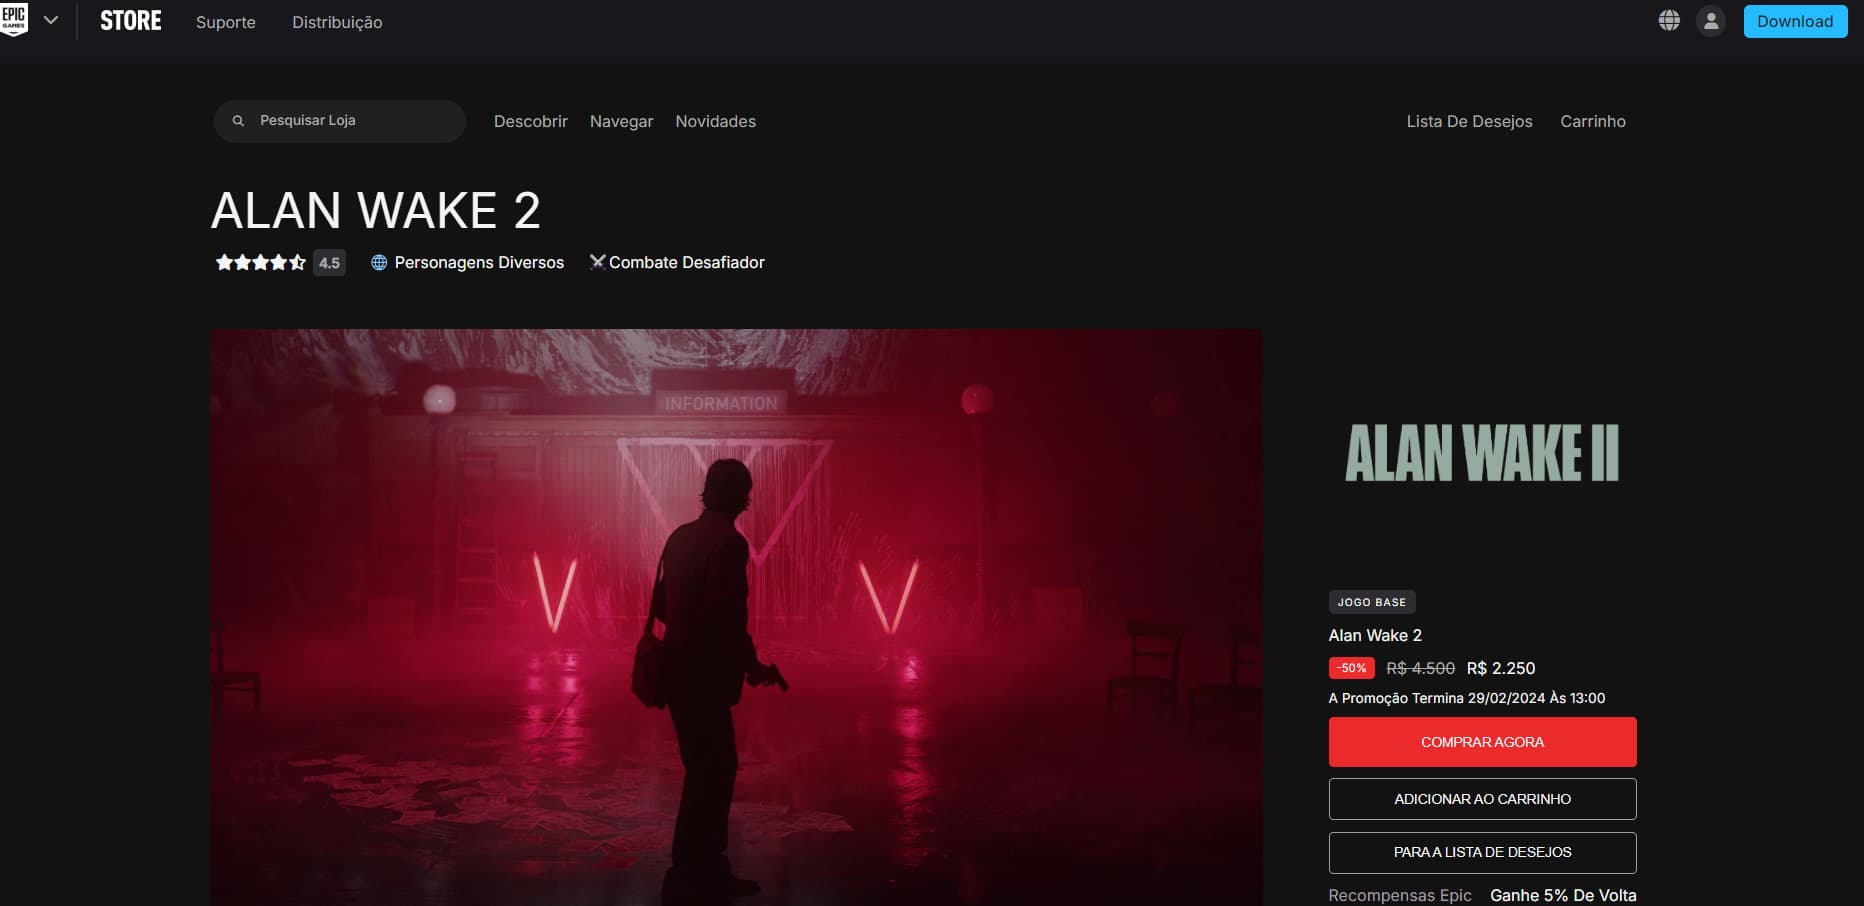 EPIC
GAMES
STORE
Suporte
Distribuição
Download
Pesquisar Loja
Descobrir
Navegar
Novidades
Lista De Desejos
Carrinho
ALAN WAKE 2
4.5
Personagens Diversos
Combate Desafiador
INFORMATION
ALAN WAKE II
JOGO BASE
Alan Wake 2
-50% R$ 4.500 R$ 2.250
A Promoção Termina 29/02/2024 Às 13:00
COMPRAR AGORA
ADICIONAR AO CARRINHO
PARA A LISTA DE DESEJOS
Recompensas Epic Ganhe 5% De Volta